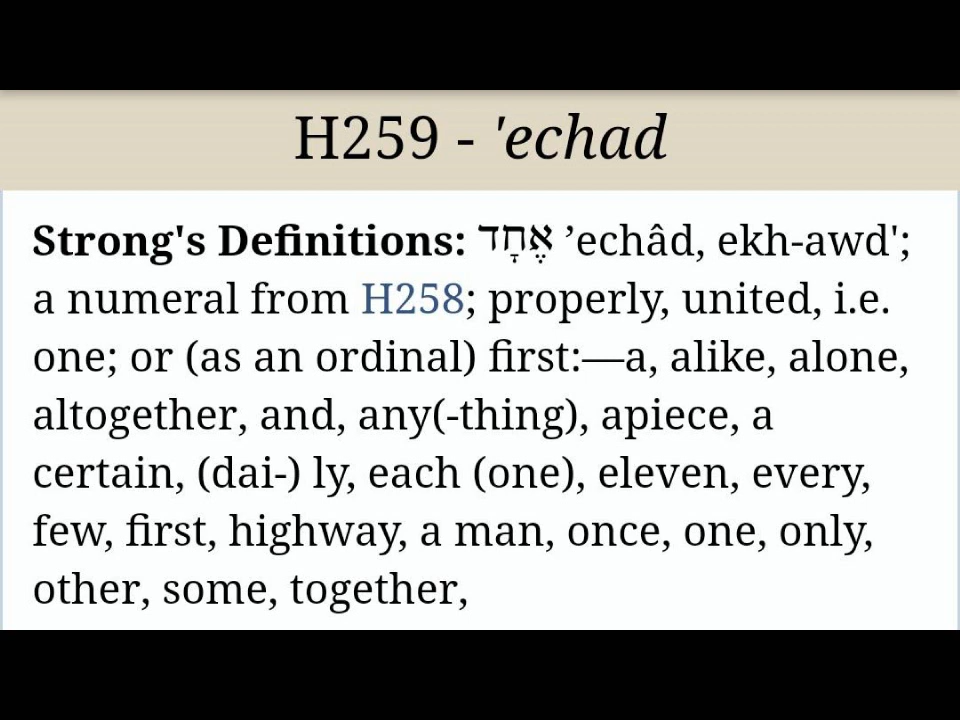 H259 - 'echad
Strong's Definitions: אֶחָד ’echâd, ekh-awd';
a numeral from H258; properly, united, i.e.
one; or (as an ordinal) first:—a, alike, alone,
altogether, and, any(-thing), apiece, a
certain, (dai-) ly, each (one), eleven, every,
few, first, highway, a man, once, one, only,
other, some, together,